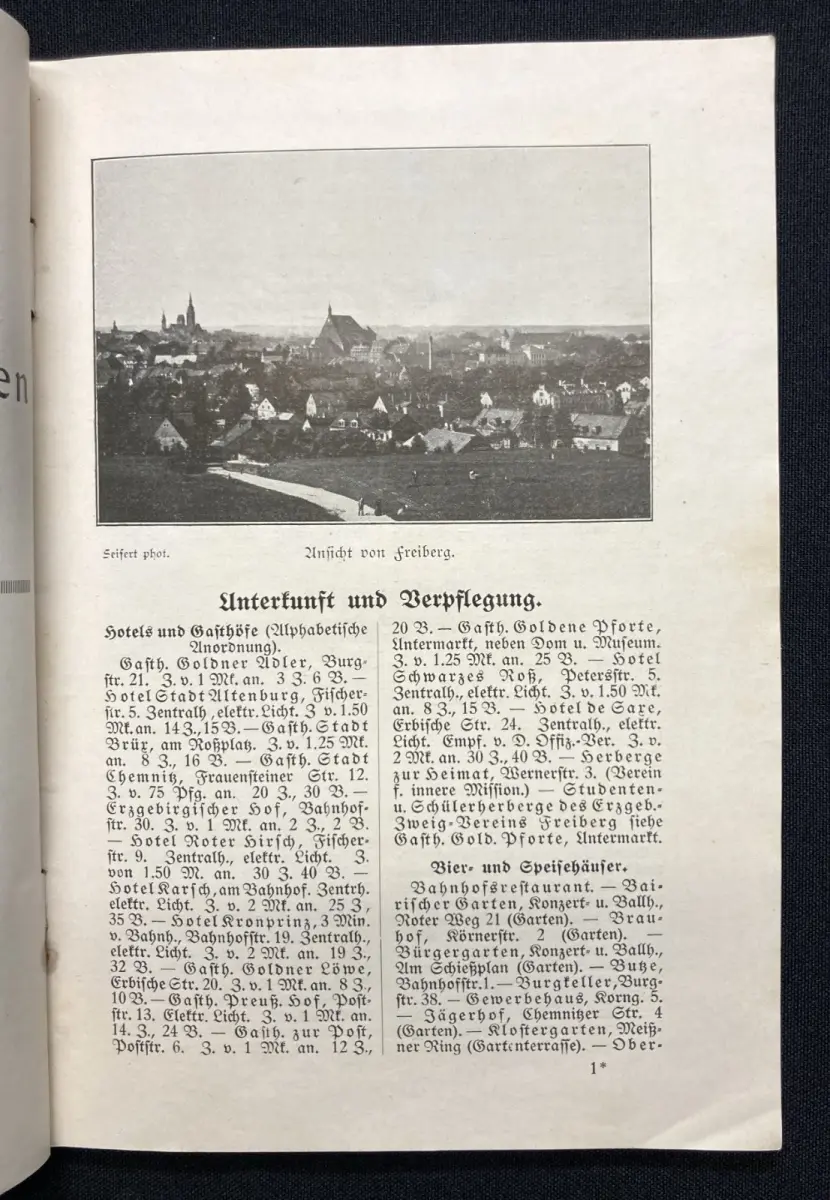 en
Seifert phot.
Ansicht von Freiberg.
Unterkunft und Verpflegung.
Hotels und Gasthöfe (Alphabetische
Anordnung).
Gasth. Goldner Adler, Burg-
str. 21. Z. v. 1 Mk. an. 3 Z. 6 B. —
Hotel Stadt Altenburg, Fischer-
str. 5. Zentralh., elektr. Licht. Z v. 1.50
Mk. an. 14 Z., 15 B. — Gasth. Stadt
Brüx, am Roßplatz. Z. v. 1.25 Mk.
an. 8 Z., 16 B. — Gasth. Stadt
Chemnitz, Frauensteiner Str. 12.
Z. v. 75 Pfg. an. 20 Z., 30 B. —
Erzgebirgischer Hof, Bahnhof-
str. 30. Z. v. 1 Mk. an. 2 Z., 2 B.
— Hotel Roter Hirsch, Fischer-
str. 9. Zentralh., elektr. Licht. Z.
von 1.50 M. an. 30 Z. 40 B. —
Hotel Karsch, am Bahnhof. Zentrh.
elektr. Licht. Z. v. 2 Mk. an. 25 Z,
35 B. — Hotel Kronprinz, 3 Min.
v. Bahnh., Bahnhofstr. 19. Zentralh.,
elektr. Licht. Z. v. 2 Mk. an. 19 Z.,
32 B. — Gasth. Goldner Löwe,
Erbische Str. 20. Z. v. 1 Mk. an. 8 Z.,
10 B. — Gasth. Preuß. Hof, Post-
str. 13. Elektr. Licht. Z. v. 1 Mk. an.
14. Z., 24 B. — Gasth. zur Post,
Poststr. 6. Z. v. 1 Mk. an. 12 Z.,
20 B. — Gasth. Goldene Pforte,
Untermarkt, neben Dom u. Museum.
Z. v. 1.25 Mk. an. 25 B. — Hotel
Schwarzes Roß, Petersstr. 5.
Zentralh., elektr. Licht. Z. v. 1.50 Mk.
an. 8 Z., 15 B. — Hotel de Saxe,
Erbische Str. 24. Zentralh., elektr.
Licht. Empf. v. D. Offiz.-Ver. Z. v.
2 Mk. an. 30 Z., 40 B. — Herberge
zur Heimat, Wernerstr. 3. (Verein
f. innere Mission.) — Studenten-
u. Schülerherberge des Erzgeb.-
Zweig-Vereins Freiberg siehe
Gasth. Gold. Pforte, Untermarkt.
Bier- und Speisehäuser.
Bahnhofsrestaurant. — Bai-
rischer Garten, Konzert- u. Ballh.,
Roter Weg 21 (Garten). — Brau-
hof, Körnerstr. 2 (Garten). —
Bürgergarten, Konzert- u. Ballh.,
Am Schießplan (Garten). — Butze,
Bahnhofstr. 1. — Burgkeller, Burg-
str. 38. — Gewerbehaus, Korng. 5.
— Jägerhof, Chemnitzer Str. 4
(Garten). — Klostergarten, Meiß-
ner Ring (Gartenterrasse). — Ober-
1*